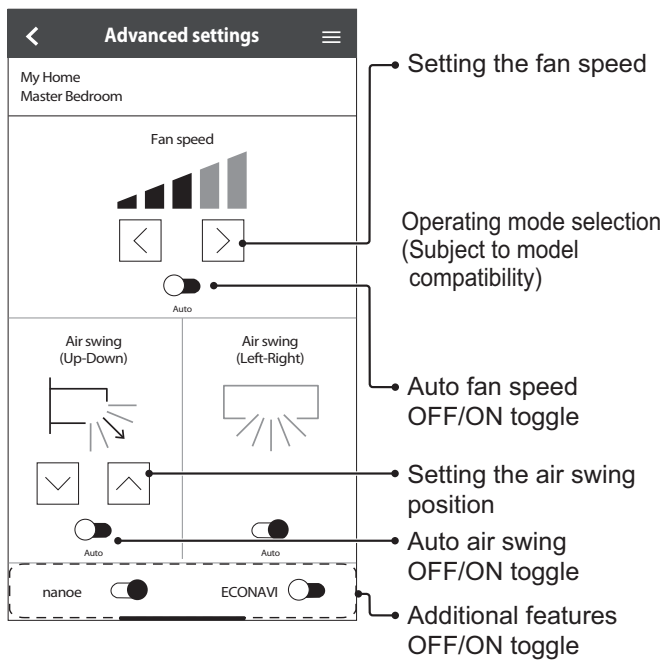 Advanced settings
My Home
Master Bedroom
Fan speed
Auto
Air swing
(Up-Down)
Air swing
(Left-Right)
Auto
Auto
nanoe
ECONAVI
Setting the fan speed
Operating mode selection
(Subject to model
compatibility)
Auto fan speed
OFF/ON toggle
Setting the air swing
position
Auto air swing
OFF/ON toggle
Additional features
OFF/ON toggle